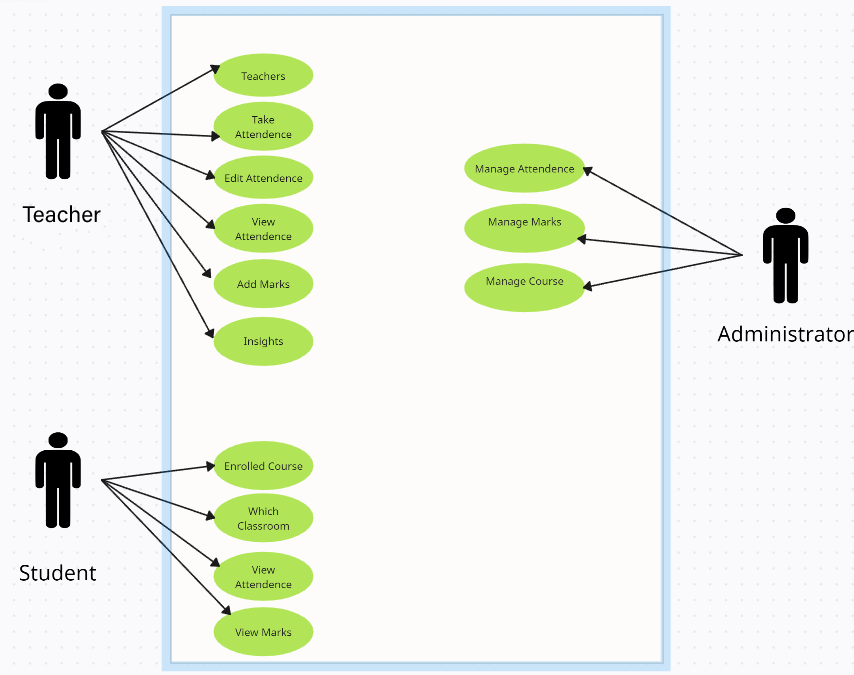 Teacher
Teachers
Take
Attendence
Edit Attendence
View
Attendence
Add Marks
Insights
Manage Attendence
Manage Marks
Manage Course
Administrator
Student
Enrolled Course
Which
Classroom
View
Attendence
View Marks